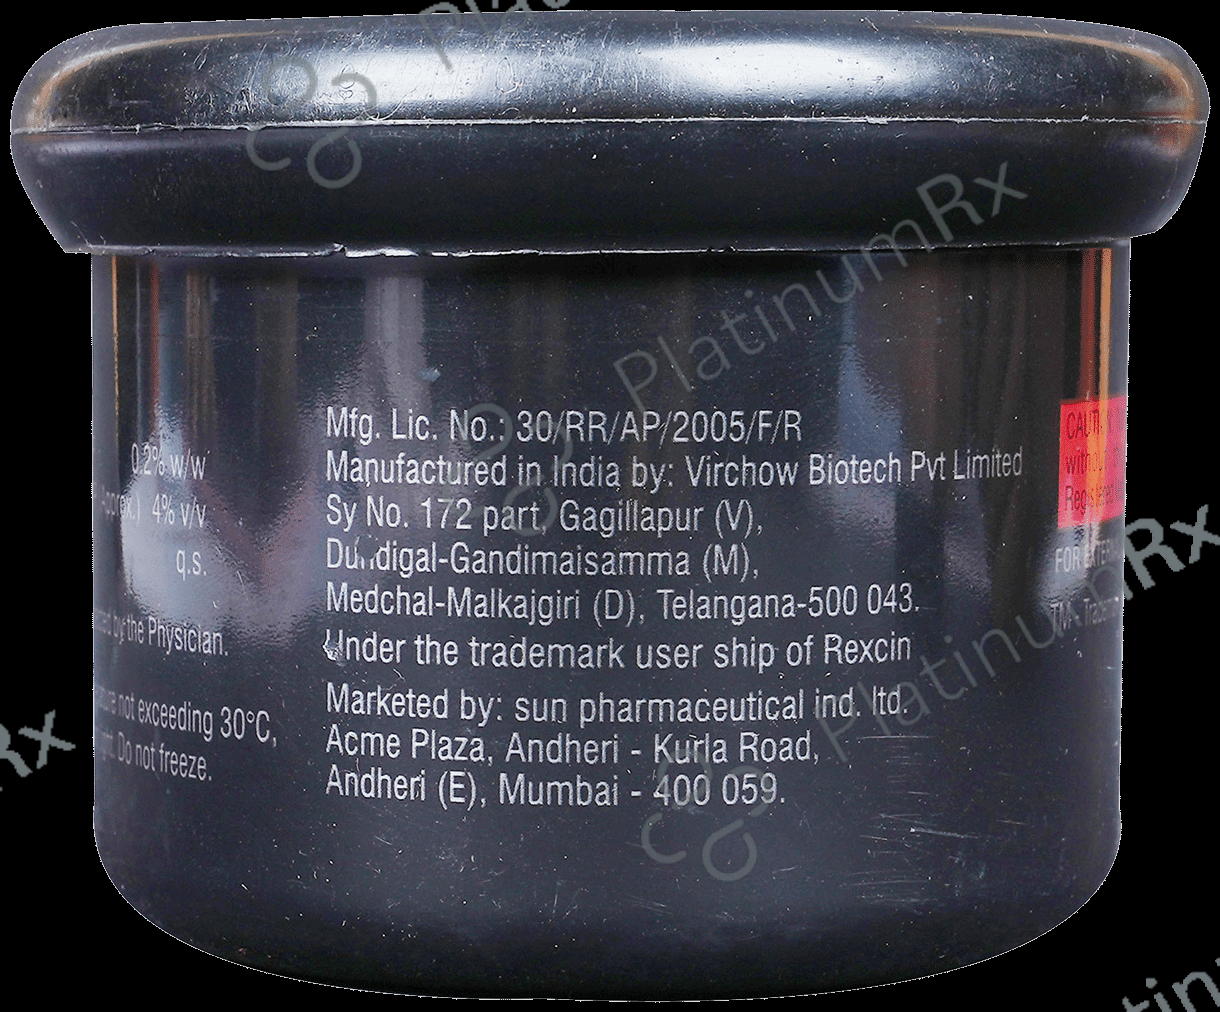 0.2% w/w
4% v/v
q.s.
by the Physician.
not exceeding 30°C,
Do not freeze.
Mfg. Lic. No.: 30/RR/AP/2005/F/R
Manufactured in India by: Virchow Biotech Pvt Limited
Sy No. 172 part, Gagillapur (V),
Dundigal-Gandimaisamma (M),
Medchal-Malkajgiri (D), Telangana-500 043.
Under the trademark user ship of Rexcin
Marketed by: sun pharmaceutical ind. ltd.
Acme Plaza, Andheri - Kurla Road,
Andheri (E), Mumbai - 400 059.
FOR
PlatinumRx